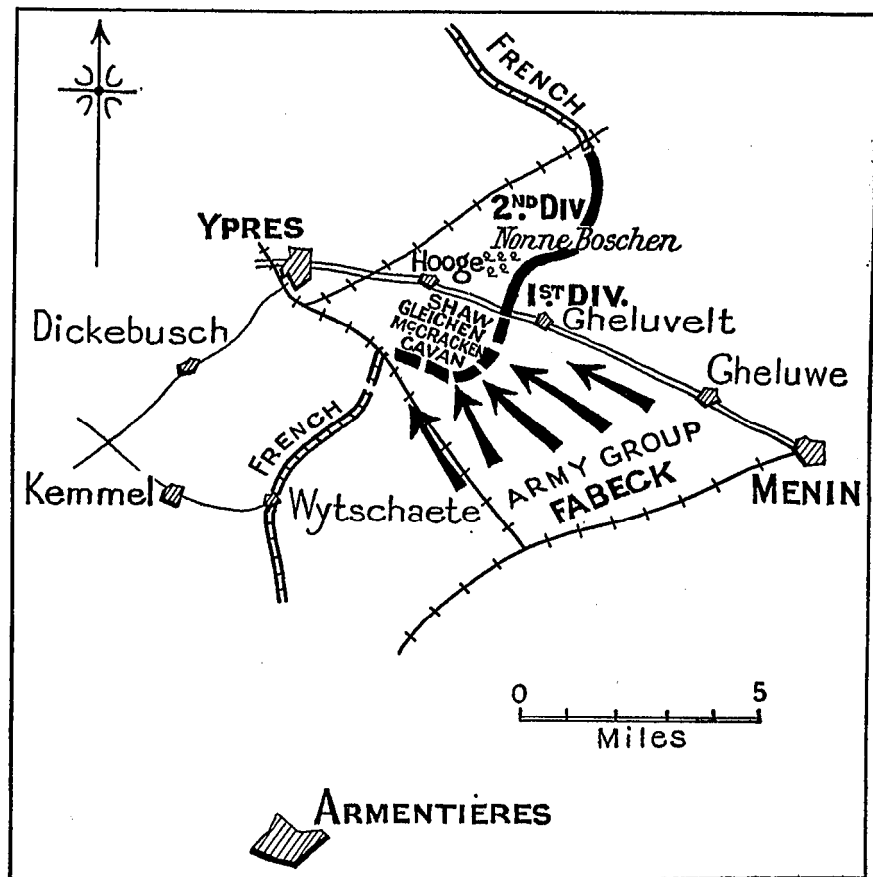 FRENCH
2ND DIV
YPRES
Nonne Boschen
Hooge
1ST DIV.
SHAW
GLEICHEN
McCRACKEN
CAVAN
Gheluvelt
Dickebusch
Gheluwe
FRENCH
ARMY GROUP
FABECK
MENIN
Kemmel
Wytschaete
0 5
Miles
ARMENTIÈRES